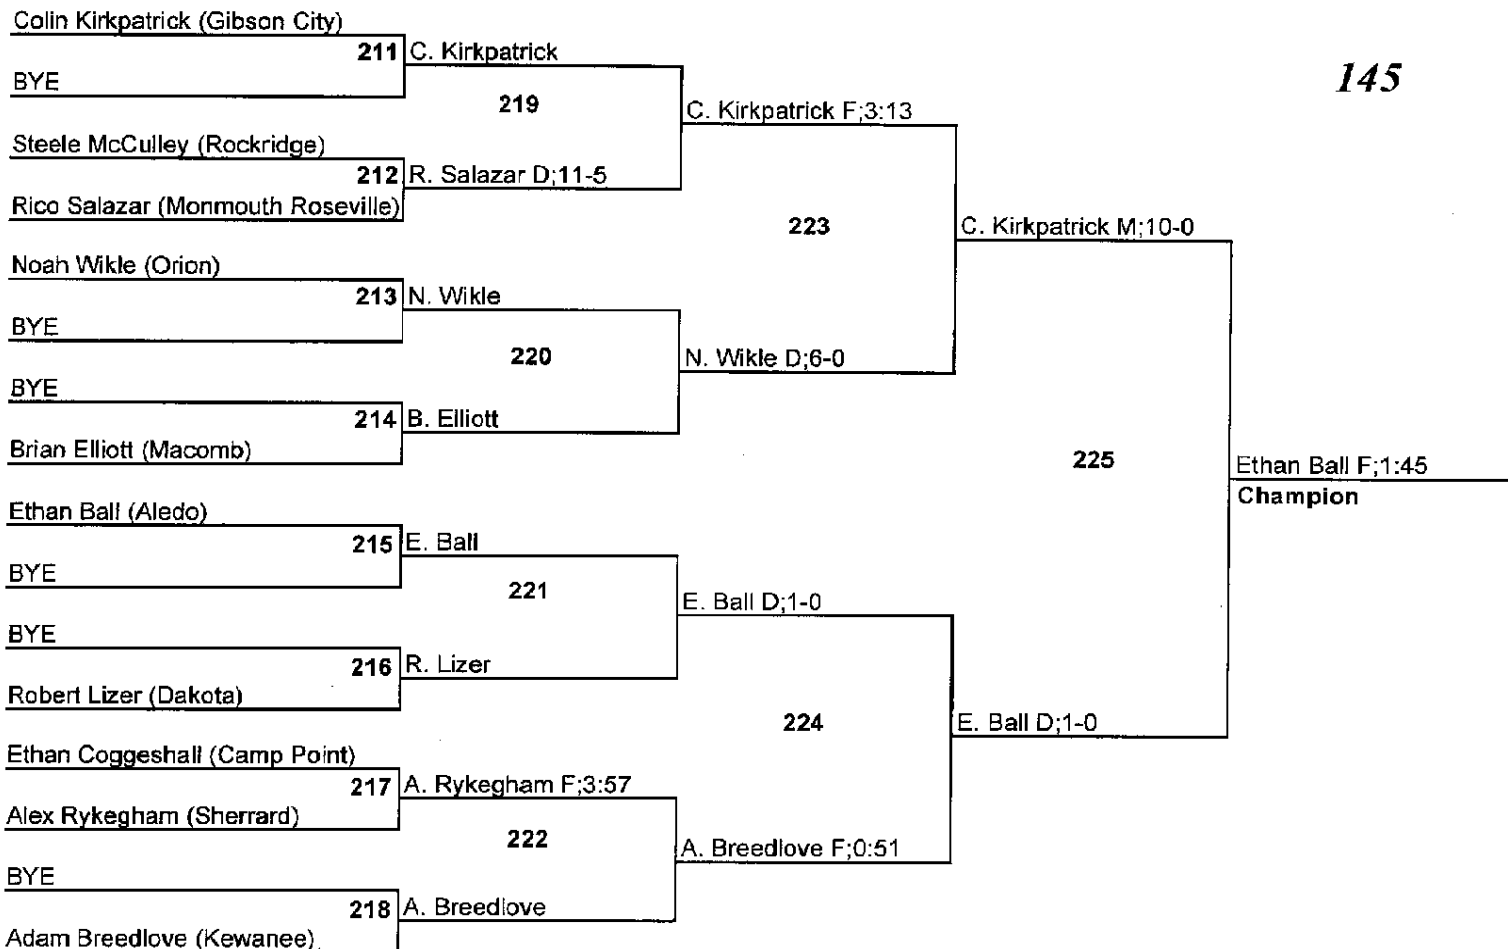 Colin Kirkpatrick (Gibson City)
211 C. Kirkpatrick
BYE
145
219
C. Kirkpatrick F;3:13
Steele McCulley (Rockridge)
212 R. Salazar D;11-5
Rico Salazar (Monmouth Roseville)
223
C. Kirkpatrick M;10-0
Noah Wikle (Orion)
213 N. Wikle
BYE
220
N. Wikle D;6-0
BYE
214 B. Elliott
Brian Elliott (Macomb)
225
Ethan Ball F;1:45
Champion
Ethan Ball (Aledo)
215 E. Ball
BYE
221
E. Ball D;1-0
BYE
216 R. Lizer
Robert Lizer (Dakota)
224
E. Ball D;1-0
Ethan Coggeshall (Camp Point)
217 A. Rykegham F;3:57
Alex Rykegham (Sherrard)
222
A. Breedlove F;0:51
BYE
218 A. Breedlove
Adam Breedlove (Kewanee)